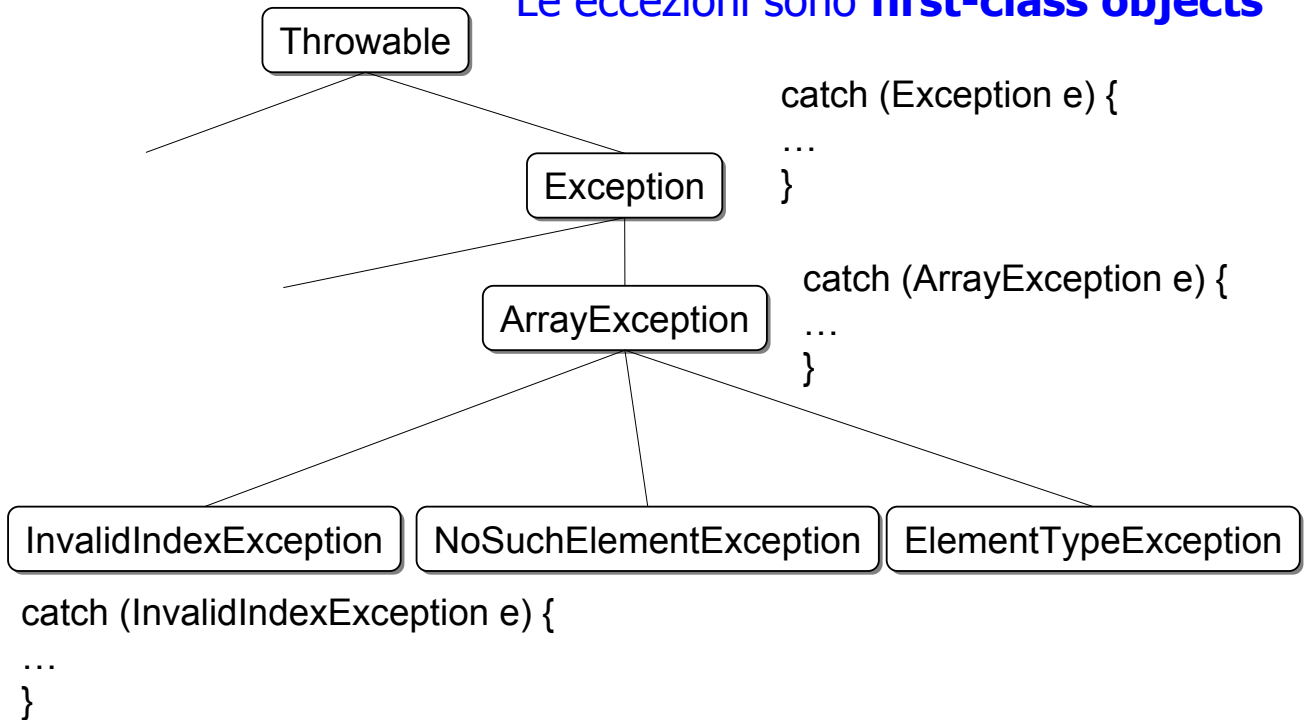 Le eccezioni sono first-class objects
Throwable
catch (Exception e) {
…
}
Exception
catch (ArrayException e) {
…
}
ArrayException
InvalidIndexException
NoSuchElementException
ElementTypeException
catch (InvalidIndexException e) {
…
}